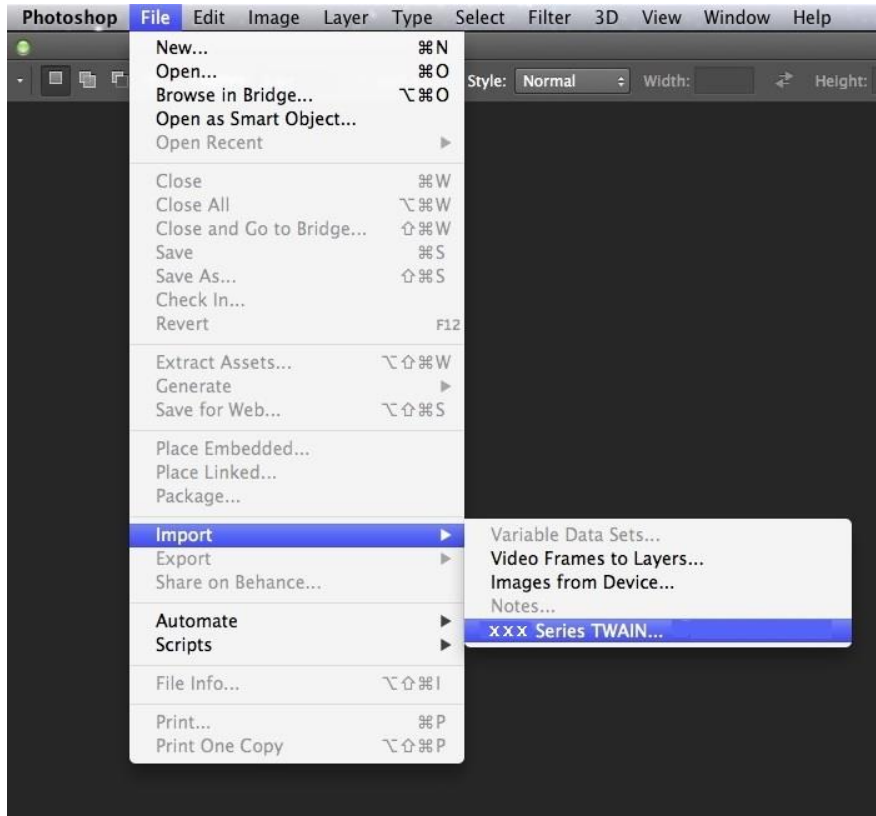 Photoshop File Edit Image Layer Type Select Filter 3D View Window Help
Style: Normal Width: Height:
New... ⌘N
Open... ⌘O
Browse in Bridge... ⌥⌘O
Open as Smart Object...
Open Recent
Close ⌘W
Close All ⌥⌘W
Close and Go to Bridge... ⇧⌘W
Save ⌘S
Save As... ⇧⌘S
Check In...
Revert F12
Extract Assets... ⌥⇧⌘W
Generate
Save for Web... ⌥⇧⌘S
Place Embedded...
Place Linked...
Package...
Import
Export
Share on Behance...
Automate
Scripts
File Info... ⌥⇧⌘I
Print... ⌘P
Print One Copy ⌥⇧⌘P
Variable Data Sets...
Video Frames to Layers...
Images from Device...
Notes...
xxx Series TWAIN...